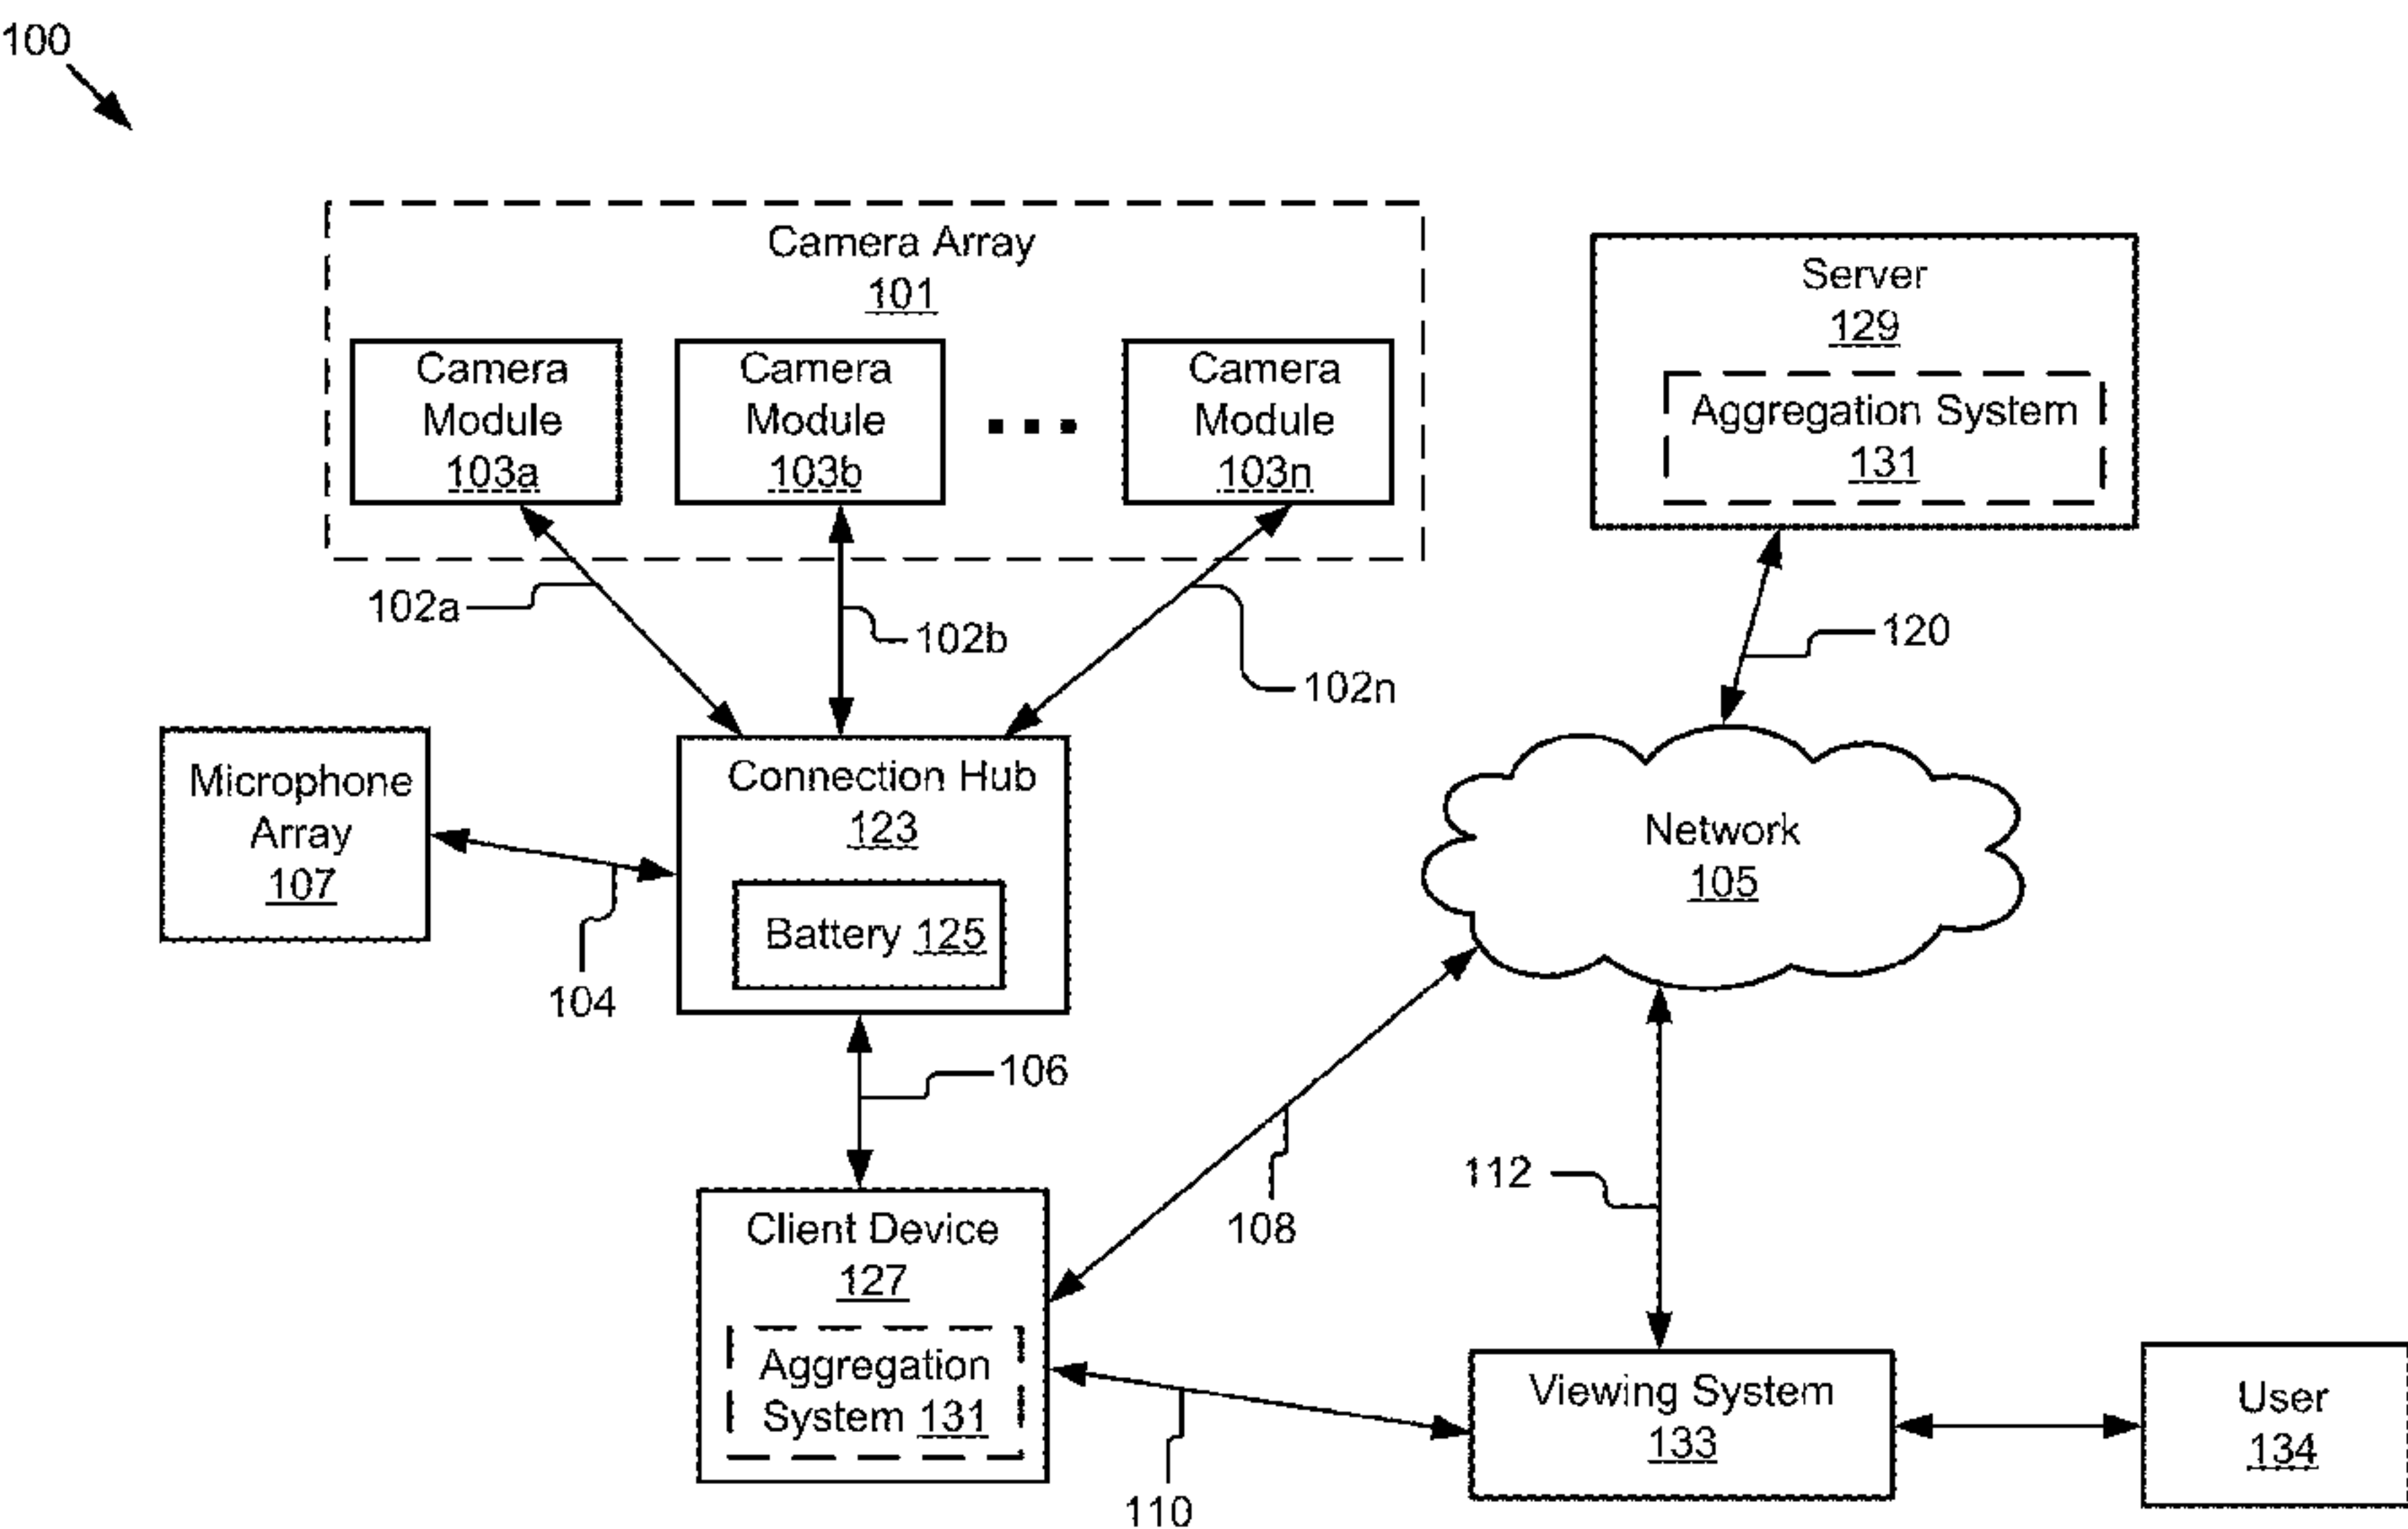 100
Camera Array
101
Camera
Module
103a
Camera
Module
103b
Camera
Module
103n
Server
129
Aggregation System
131
102a
102b
102n
120
Microphone
Array
107
Connection Hub
123
Battery 125
Network
105
104
106
108
112
Client Device
127
Aggregation
System 131
110
Viewing System
133
User
134